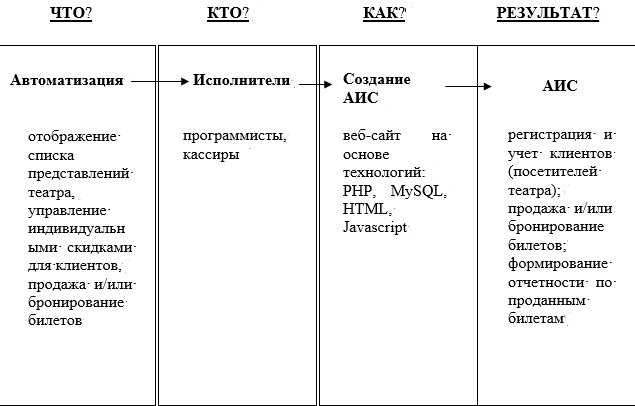 ЧТО?
КТО?
КАК?
РЕЗУЛЬТАТ?
Автоматизация
отображение
списка
представлений
театра,
управление
индивидуальн
ыми скидками
для клиентов,
продажа и/или
бронирование
билетов
Исполнители
программисты,
кассиры
Создание
АИС
веб-сайт на
основе
технологий:
PHP, MySQL,
HTML,
Javascript
АИС
регистрация и
учет клиентов
(посетителей
театра);
продажа и/или
бронирование
билетов;
формирование
отчетности по
проданным
билетам